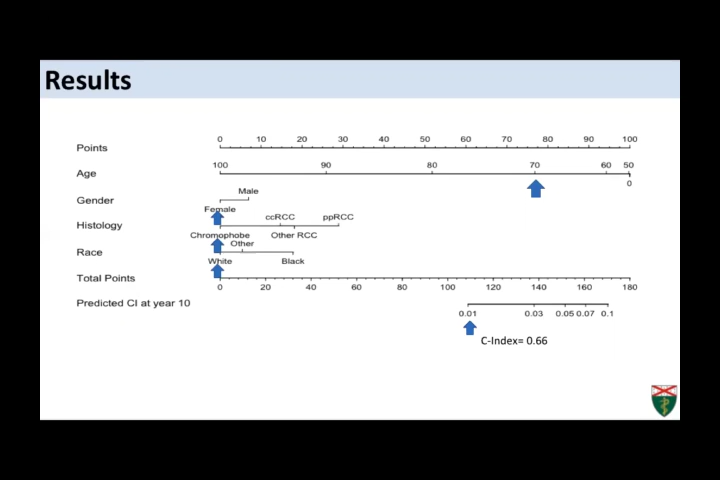 Results
0 10 20 30 40 50 60 70 80 90 100
Points
100 90 80 70 60 50
Age
0
Male
Gender
Female
ccRCC ppRCC
Histology
Chromophobe Other RCC
Other
Race
White Black
Total Points
0 20 40 60 80 100 120 140 160 180
Predicted CI at year 10
0.01 0.03 0.05 0.07 0.1
C-Index= 0.66